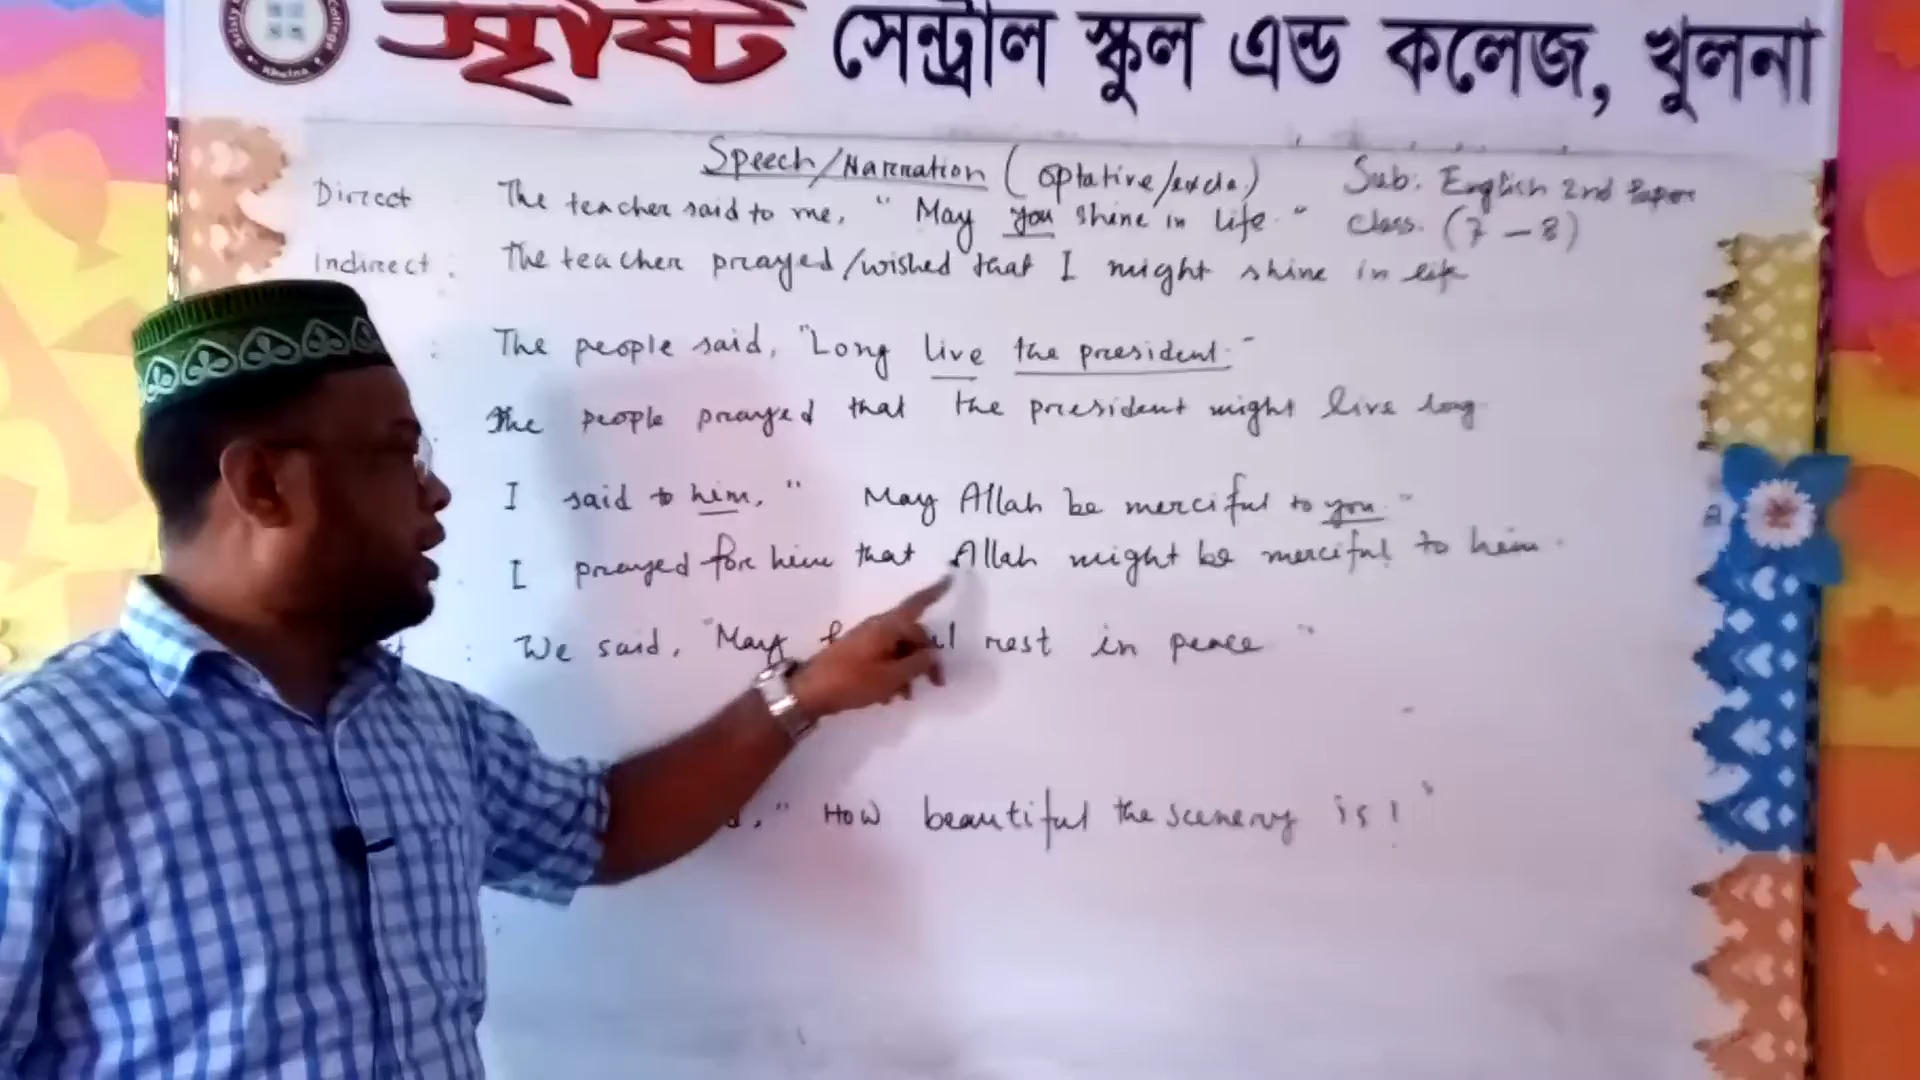 সৃষ্টি সেন্ট্রাল স্কুল এন্ড কলেজ, খুলনা
College
Khulna
Speech/Narration (optative/excla.)
Sub: English 2nd Paper
Class. (7 – 8)
Direct The teacher said to me, "May you shine in life."
Indirect : The teacher prayed/wished that I might shine in life
: The people said, "Long live the president."
The people prayed that the president might live long
I said to him, " May Allah be merciful to you."
: I prayed for him that Allah might be merciful to him.
: We said, "May rest in peace"
" How beautiful the scenery is!"